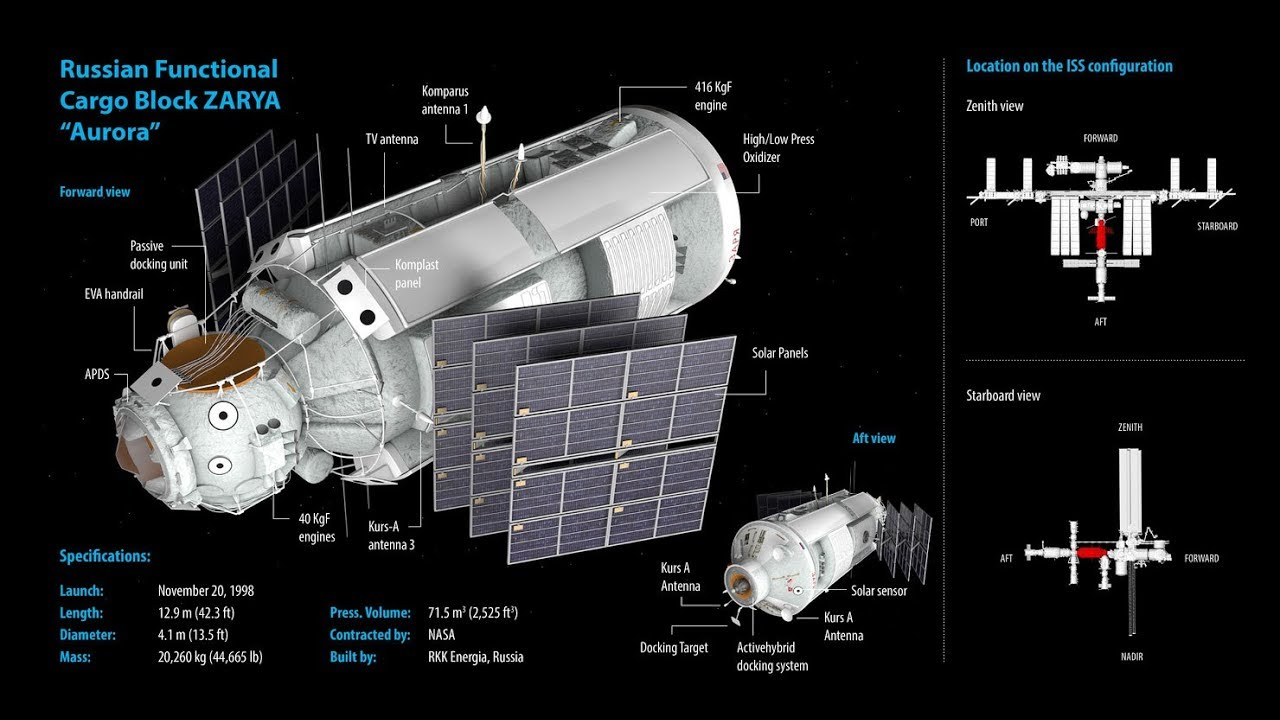 Russian Functional
Cargo Block ZARYA
“Aurora”
Forward view
Komparus
antenna 1
TV antenna
416 KgF
engine
High/Low Press
Oxidizer
Passive
docking unit
EVA handrail
APDS
Komplast
panel
Solar Panels
40 KgF
engines
Kurs-A
antenna 3
Aft view
Kurs A
Antenna
Docking Target
Activehybrid
docking system
Solar sensor
Kurs A
Antenna
Specifications:
Launch: November 20, 1998
Length: 12.9 m (42.3 ft)
Diameter: 4.1 m (13.5 ft)
Mass: 20,260 kg (44,665 lb)
Press. Volume: 71.5 m³ (2,525 ft³)
Contracted by: NASA
Built by: RKK Energia, Russia
Location on the ISS configuration
Zenith view
FORWARD
PORT
STARBOARD
AFT
Starboard view
ZENITH
AFT
FORWARD
NADIR